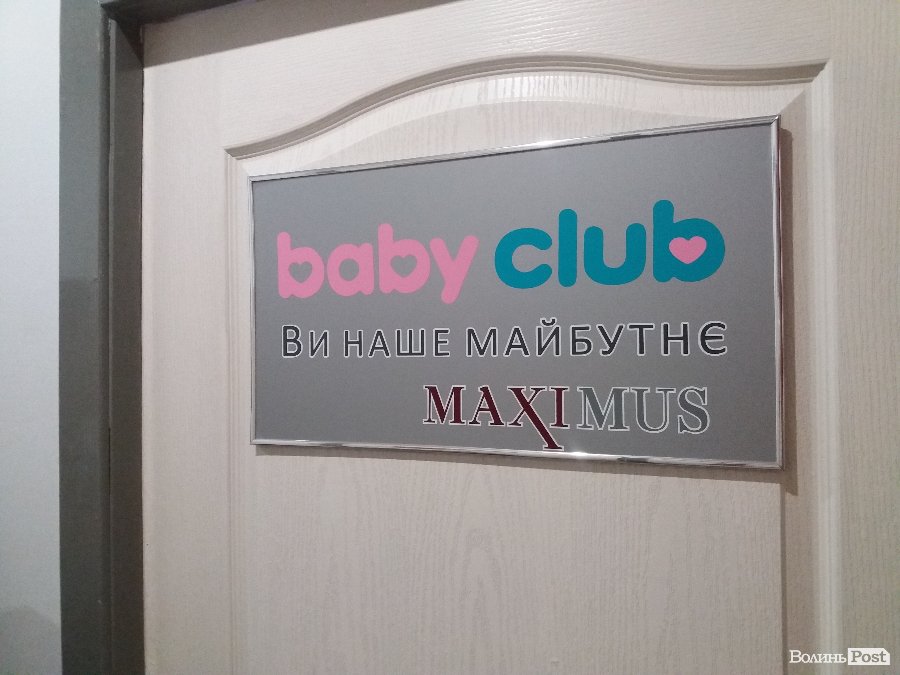 baby club
Ви наше майбутнє
MAXIMUS
ВолиньPost